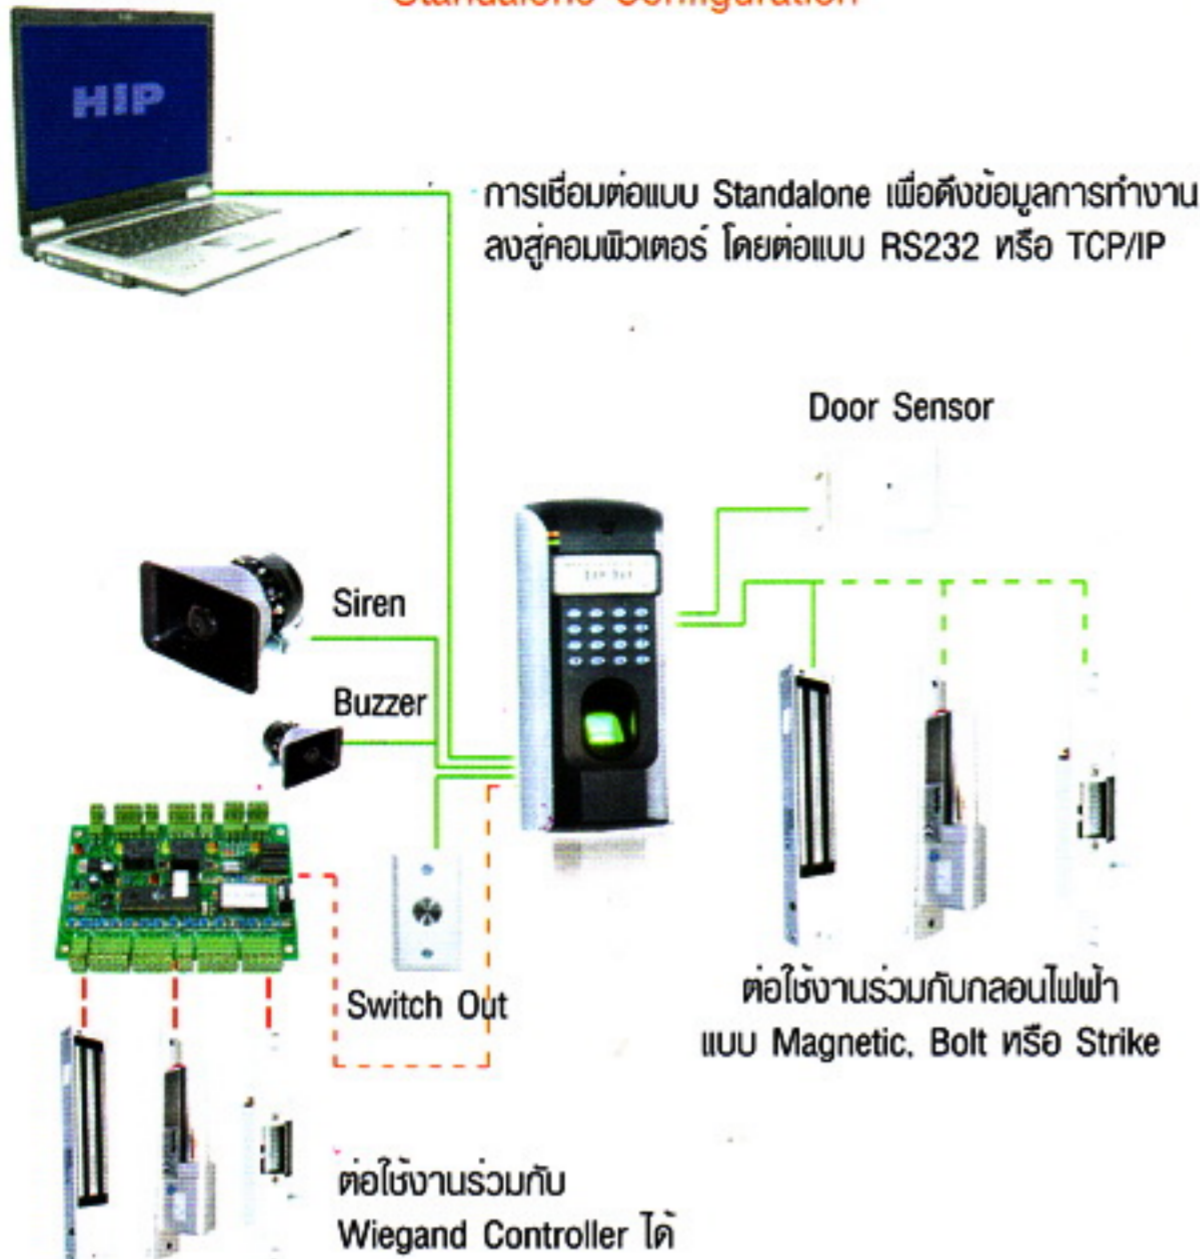 Standalone Configuration
HIP
การเชื่อมต่อแบบ Standalone เพื่อดึงข้อมูลการทำงาน
ลงสู่คอมพิวเตอร์ โดยต่อแบบ RS232 หรือ TCP/IP
Door Sensor
Siren
Buzzer
Switch Out
ต่อใช้งานร่วมกับกลอนไฟฟ้า
แบบ Magnetic, Bolt หรือ Strike
ต่อใช้งานร่วมกับ
Wiegand Controller ได้